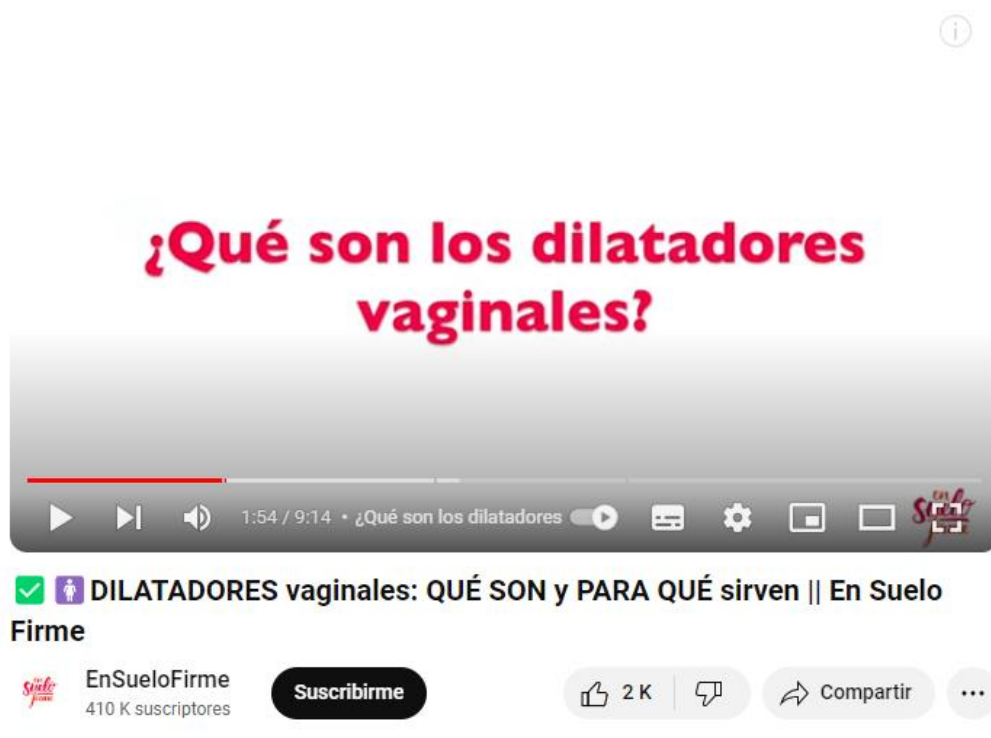 ¿Qué son los dilatadores
vaginales?
1:54 / 9:14 • ¿Qué son los dilatadores
✅🚺DILATADORES vaginales: QUÉ SON y PARA QUÉ sirven || En Suelo
Firme
EnSueloFirme
410 K suscriptores
Suscribirme
2 K
Compartir